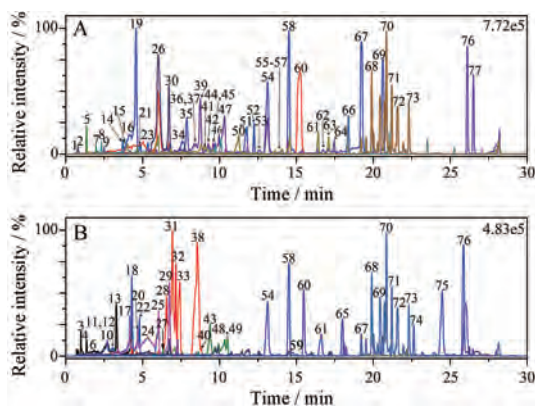 A
7.72e5
Relative intensity / %
100
50
0
1 2 5 7 8 9 14 15 16 19 21 23 26 30 34 35 36,37 39 41 42 44,45 46 47 50 51 52 53 54 55-57 58 60 61 62 63 64 66 67 68 69 70 71 72 73 76 77
0 5 10 15 20 25 30
Time / min
B
4.83e5
Relative intensity / %
100
50
0
3 4 6 10 11,12 13 17 18 20 22 24 25 27 28 29 31 32 33 38 40 43 48,49 54 58 59 60 61 65 67 68 69 70 71 72 73 74 75 76
0 5 10 15 20 25 30
Time / min